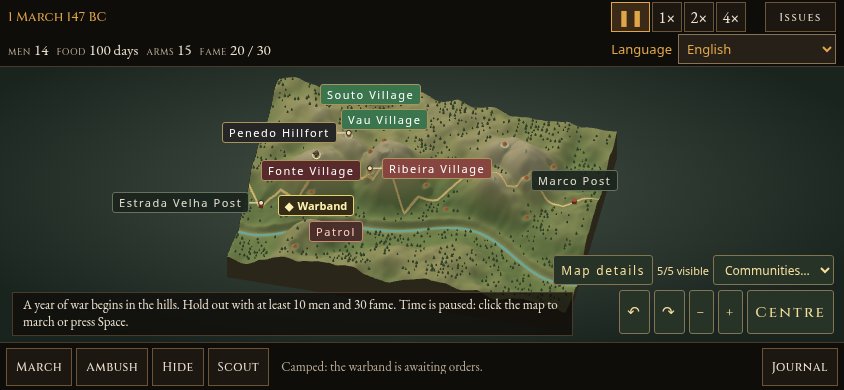 1 March 147 BC
1×
2×
4×
Issues
MEN 14 FOOD 100 days ARMS 15 FAME 20 / 30
Language
English
Souto Village
Vau Village
Penedo Hillfort
Fonte Village
Ribeira Village
Marco Post
Estrada Velha Post
◆ Warband
Patrol
Map details
5/5 visible
Communities...
A year of war begins in the hills. Hold out with at least 10 men and 30 fame. Time is paused: click the map to
march or press Space.
↶
↷
−
+
Centre
March
Ambush
Hide
Scout
Camped: the warband is awaiting orders.
Journal